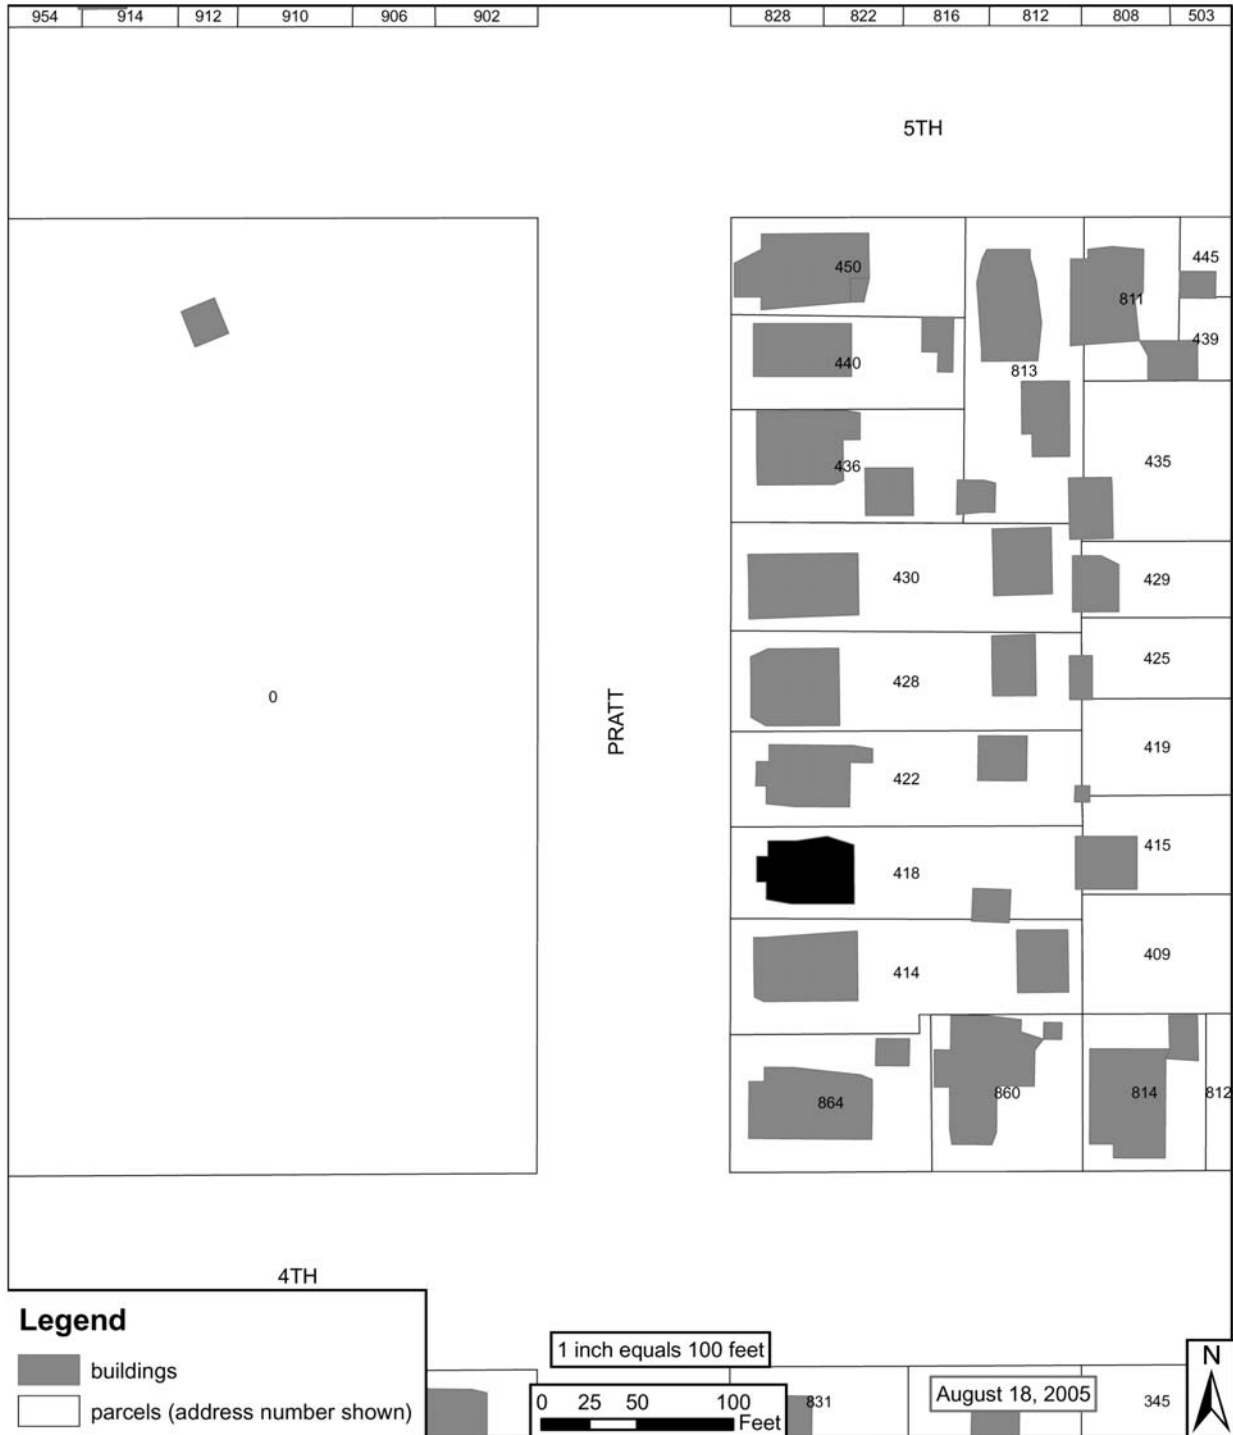 954 914 912 910 906 902 828 822 816 812 808 503
5TH
450 445
811
440 813 439
436 435
430 429
428 425
0
PRATT
422 419
418 415
414 409
864 860 814 812
4TH
Legend
buildings
parcels (address number shown)
1 inch equals 100 feet
0 25 50 100
Feet
831
August 18, 2005
345
N